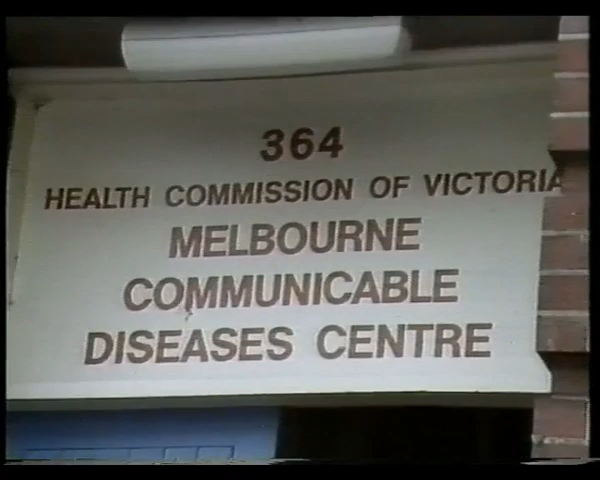 364
HEALTH COMMISSION OF VICTORIA
MELBOURNE
COMMUNICABLE
DISEASES CENTRE